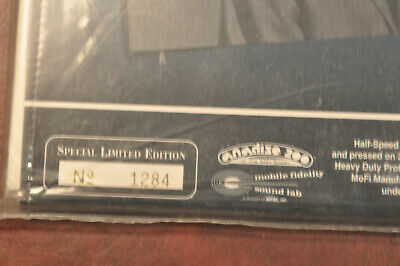 SPECIAL LIMITED EDITION
Nº 1284
mobile fidelity
sound lab
Half-Speed
and pressed on
Heavy Duty Pro
MoFi Manuf
unde